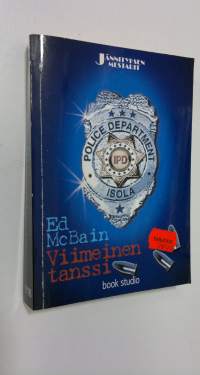 JÄNNITYKSEN
MESTARIT
POLICE DEPARTMENT
IPD
ISOLA
Ed
McBain
Viimeinen
tanssi
book studio